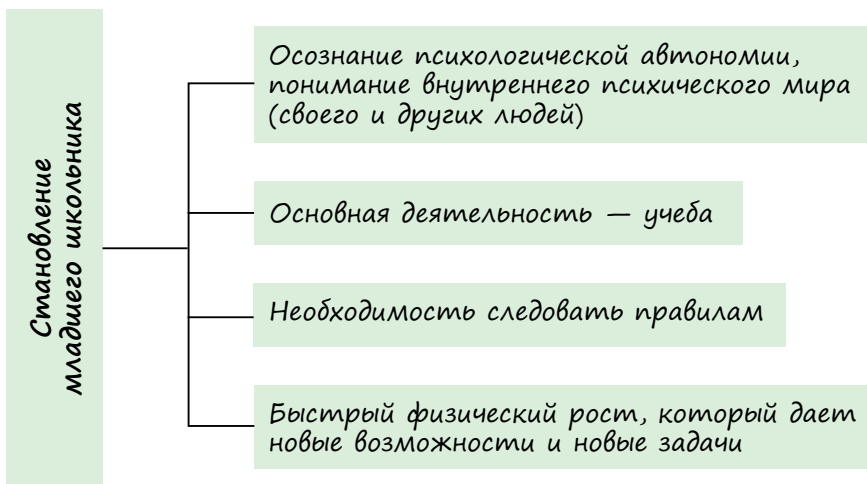 Становление
младшего школьника
Осознание психологической автономии,
понимание внутреннего психического мира
(своего и других людей)
Основная деятельность — учеба
Необходимость следовать правилам
Быстрый физический рост, который дает
новые возможности и новые задачи